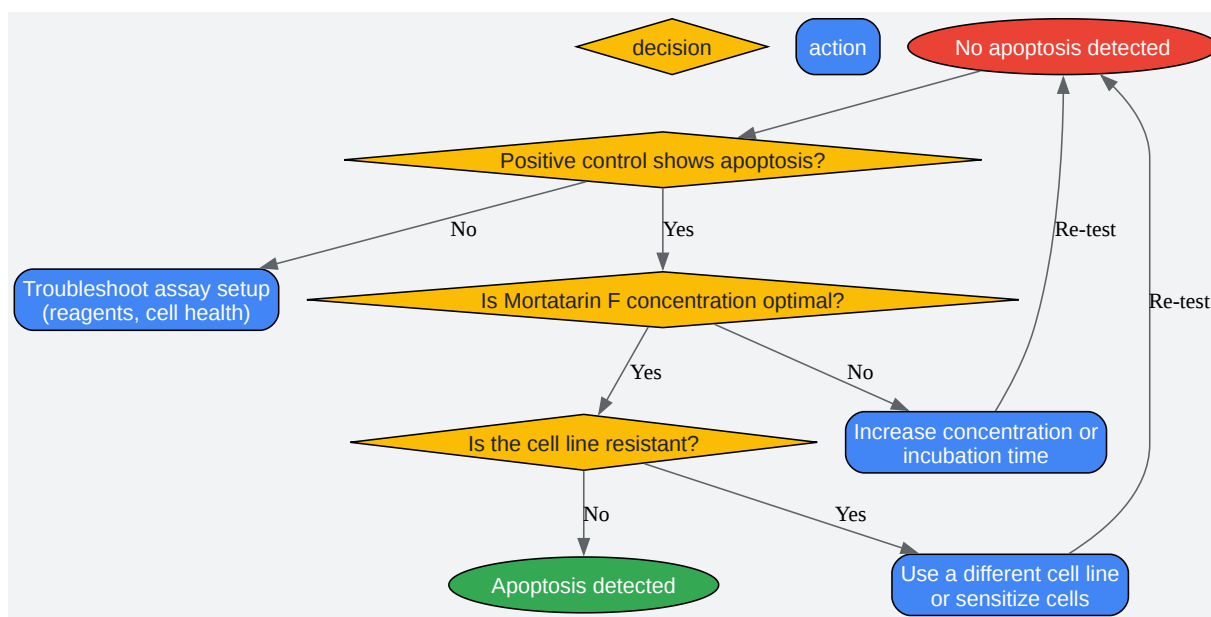 decision
action
No apoptosis detected
Positive control shows apoptosis?
No
Yes
Re-test
Troubleshoot assay setup
(reagents, cell health)
Is Mortatarin F concentration optimal?
Re-test
Yes
No
Increase concentration or
incubation time
Is the cell line resistant?
No
Yes
Apoptosis detected
Use a different cell line
or sensitize cells